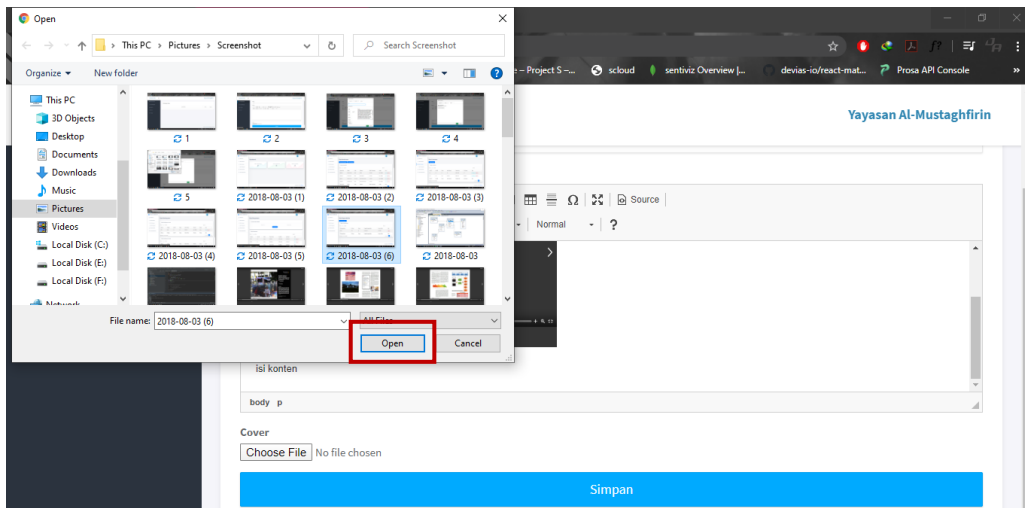 Open
This PC > Pictures > Screenshot
Search Screenshot
Organize
New folder
This PC
3D Objects
Desktop
Documents
Downloads
Music
Pictures
Videos
Local Disk (C:)
Local Disk (E:)
Local Disk (F:)
Network
1
2
3
4
5
2018-08-03 (1)
2018-08-03 (2)
2018-08-03 (3)
2018-08-03 (4)
2018-08-03 (5)
2018-08-03 (6)
2018-08-03
File name: 2018-08-03 (6)
All Files
Open
Cancel
– Project S –...
scloud
sentiviz Overview |...
devias-io/react-mat...
Prosa API Console
Yayasan Al-Mustaghfirin
Source
Normal
isi konten
body p
Cover
Choose File No file chosen
Simpan